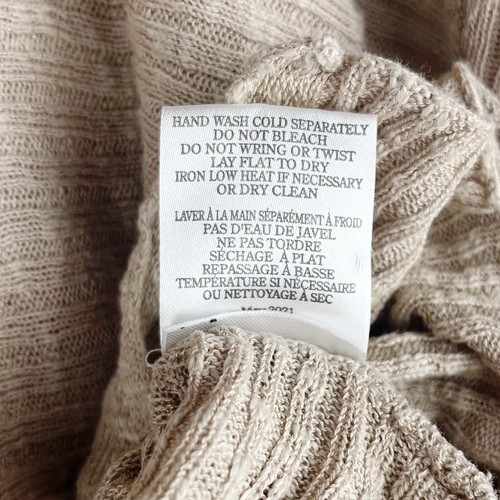 HAND WASH COLD SEPARATELY
DO NOT BLEACH
DO NOT WRING OR TWIST
LAY FLAT TO DRY
IRON LOW HEAT IF NECESSARY
OR DRY CLEAN
LAVER À LA MAIN SÉPARÉMENT À FROID
PAS D'EAU DE JAVEL
NE PAS TORDRE
SÉCHAGE À PLAT
REPASSAGE À BASSE
TEMPÉRATURE SI NÉCESSAIRE
OU NETTOYAGE À SEC
2021